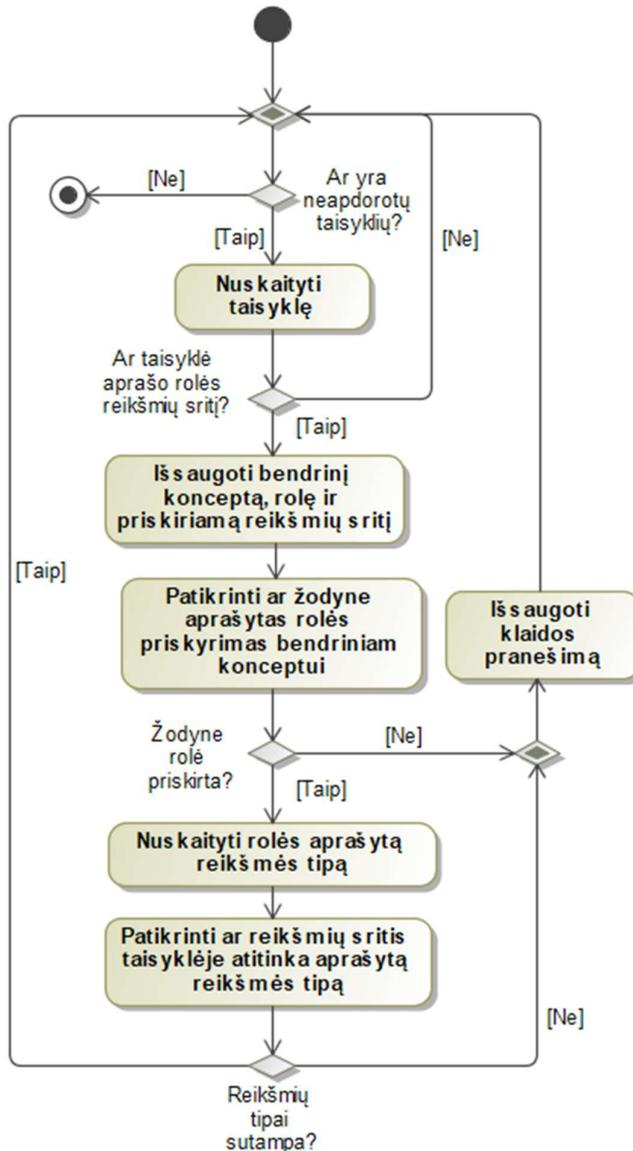 [Ne]
Ar yra
neapdorotų
taisyklių?
[Taip]
[Ne]
Nuskaityti
taisyklę
Ar taisyklė
aprašo rolės
reikšmių sritį?
[Taip]
Išsaugoti bendrinį
konceptą, rolę ir
priskiriamą reikšmių sritį
[Taip]
Patikrinti ar žodyne
aprašytas rolės
priskyrimas bendriniam
konceptui
Išsaugoti
klaidos
pranešimą
Žodyne
rolė
priskirta?
[Ne]
[Taip]
Nuskaityti rolės aprašytą
reikšmės tipą
Patikrinti ar reikšmių sritis
taisyklėje atitinka aprašytą
reikšmės tipą
[Ne]
Reikšmių
tipai
sutampa?